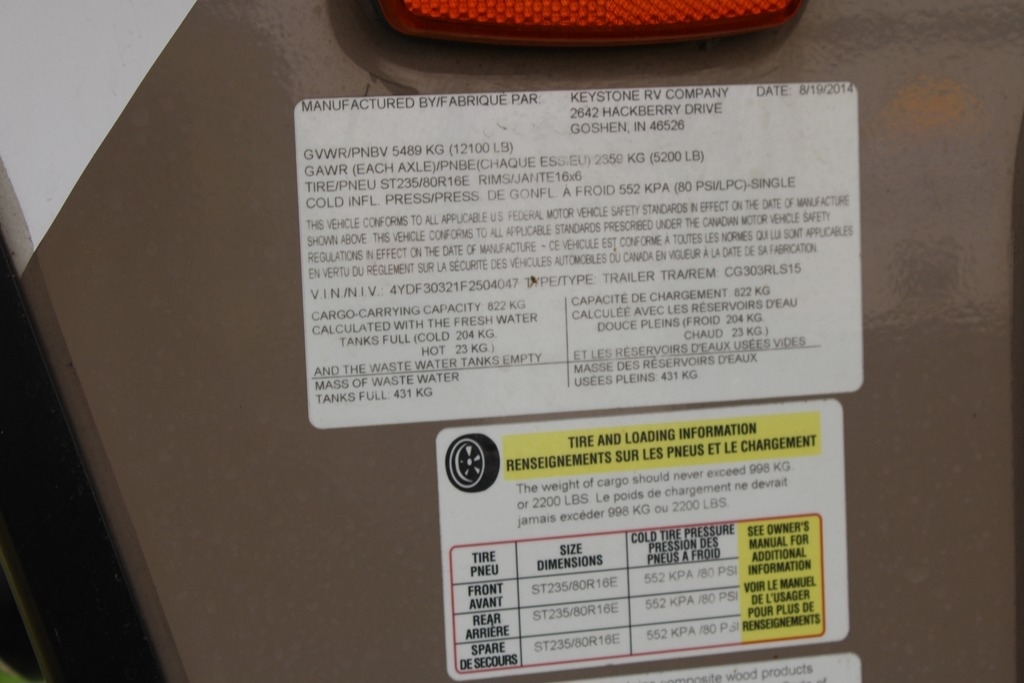 MANUFACTURED BY/FABRIQUÉ PAR: KEYSTONE RV COMPANY DATE: 8/19/2014
2642 HACKBERRY DRIVE
GOSHEN, IN 46526
GVWR/PNBV 5489 KG (12100 LB)
GAWR (EACH AXLE)/PNBE(CHAQUE ESSIEU) 2359 KG (5200 LB)
TIRE/PNEU ST235/80R16E RIMS/JANTE16x6
COLD INFL. PRESS/PRESS. DE GONFL. À FROID 552 KPA (80 PSI/LPC)-SINGLE
THIS VEHICLE CONFORMS TO ALL APPLICABLE U.S. FEDERAL MOTOR VEHICLE SAFETY STANDARDS IN EFFECT ON THE DATE OF MANUFACTURE
SHOWN ABOVE. THIS VEHICLE CONFORMS TO ALL APPLICABLE STANDARDS PRESCRIBED UNDER THE CANADIAN MOTOR VEHICLE SAFETY
REGULATIONS IN EFFECT ON THE DATE OF MANUFACTURE - CE VÉHICULE EST CONFORME À TOUTES LES NORMES QUI LUI SONT APPLICABLES
EN VERTU DU RÈGLEMENT SUR LA SÉCURITÉ DES VÉHICULES AUTOMOBILES DU CANADA EN VIGUEUR À LA DATE DE SA FABRICATION.
V.I.N./N.I.V.: 4YDF30321F2504047 TYPE/TYPE: TRAILER TRA/REM: CG303RLS15
CARGO-CARRYING CAPACITY: 822 KG
CALCULATED WITH THE FRESH WATER
TANKS FULL (COLD 204 KG.
HOT 23 KG.)
AND THE WASTE WATER TANKS EMPTY
MASS OF WASTE WATER
TANKS FULL: 431 KG
CAPACITÉ DE CHARGEMENT: 822 KG
CALCULÉE AVEC LES RÉSERVOIRS D'EAU
DOUCE PLEINS (FROID 204 KG.
CHAUD 23 KG.)
ET LES RÉSERVOIRS D'EAUX USÉES VIDES
MASSE DES RÉSERVOIRS D'EAUX
USÉES PLEINS: 431 KG
TIRE AND LOADING INFORMATION
RENSEIGNEMENTS SUR LES PNEUS ET LE CHARGEMENT
The weight of cargo should never exceed 998 KG.
or 2200 LBS. Le poids de chargement ne devrait
jamais excéder 998 KG ou 2200 LBS.
TIRE
PNEU
SIZE
DIMENSIONS
COLD TIRE PRESSURE
PRESSION DES
PNEUS À FROID
FRONT
AVANT
ST235/80R16E
552 KPA /80 PSI
REAR
ARRIÈRE
ST235/80R16E
552 KPA /80 PSI
SPARE
DE SECOURS
ST235/80R16E
552 KPA /80 PSI
SEE OWNER'S
MANUAL FOR
ADDITIONAL
INFORMATION
VOIR LE MANUEL
DE L'USAGER
POUR PLUS DE
RENSEIGNEMENTS
composite wood products